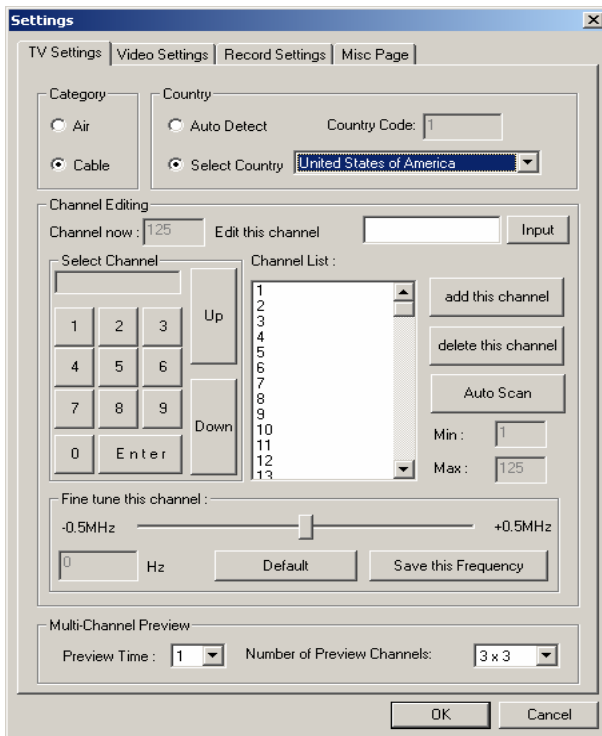 Settings
TV Settings Video Settings Record Settings Misc Page
Category
Air
Cable
Country
Auto Detect Country Code: 1
Select Country United States of America
Channel Editing
Channel now : 125 Edit this channel Input
Select Channel
1 2 3
4 5 6
7 8 9
0 Enter
Up
Down
Channel List :
1
2
3
4
5
6
7
8
9
10
11
12
13
add this channel
delete this channel
Auto Scan
Min : 1
Max : 125
Fine tune this channel :
-0.5MHz +0.5MHz
0 Hz Default Save this Frequency
Multi-Channel Preview
Preview Time : 1 Number of Preview Channels: 3 x 3
OK Cancel